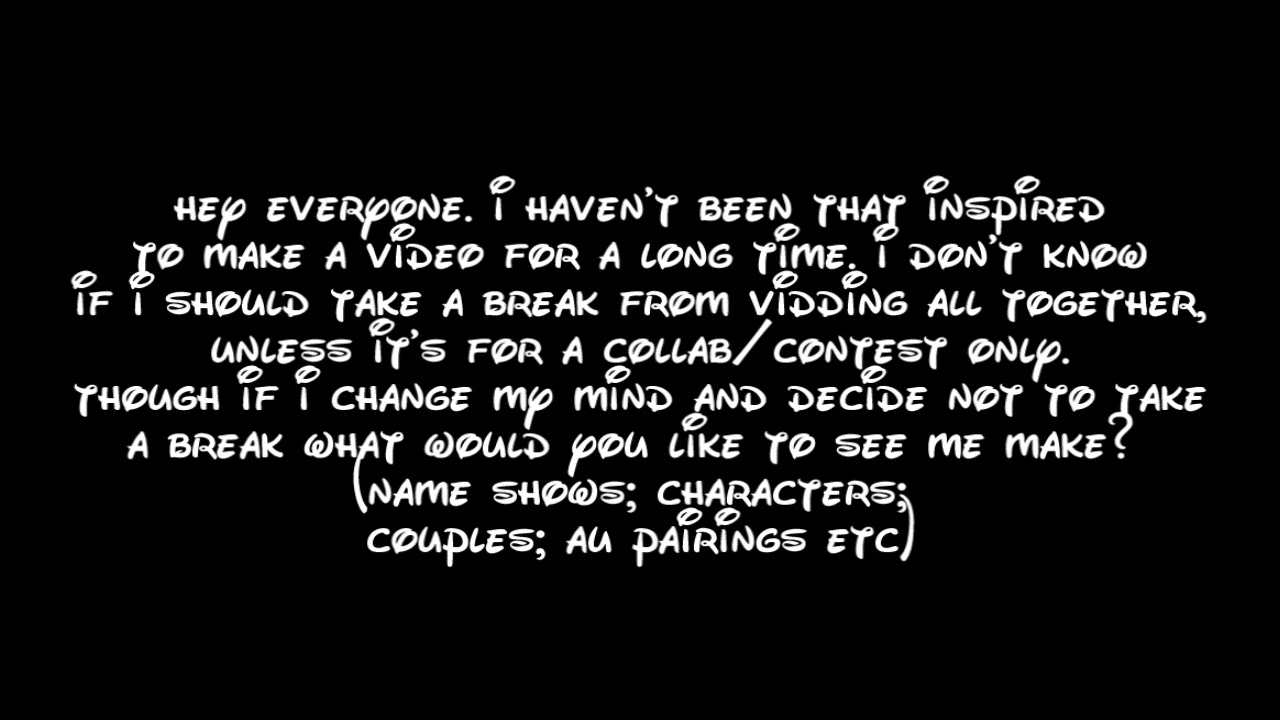 Hey everyone. I haven't been that inspired
to make a video for a long time. I don't know
if I should take a break from vidding all together,
unless it's for a collab/contest only.
Though if I change my mind and decide not to take
a break what would you like to see me make?
(name shows; characters;
couples; au pairings etc)